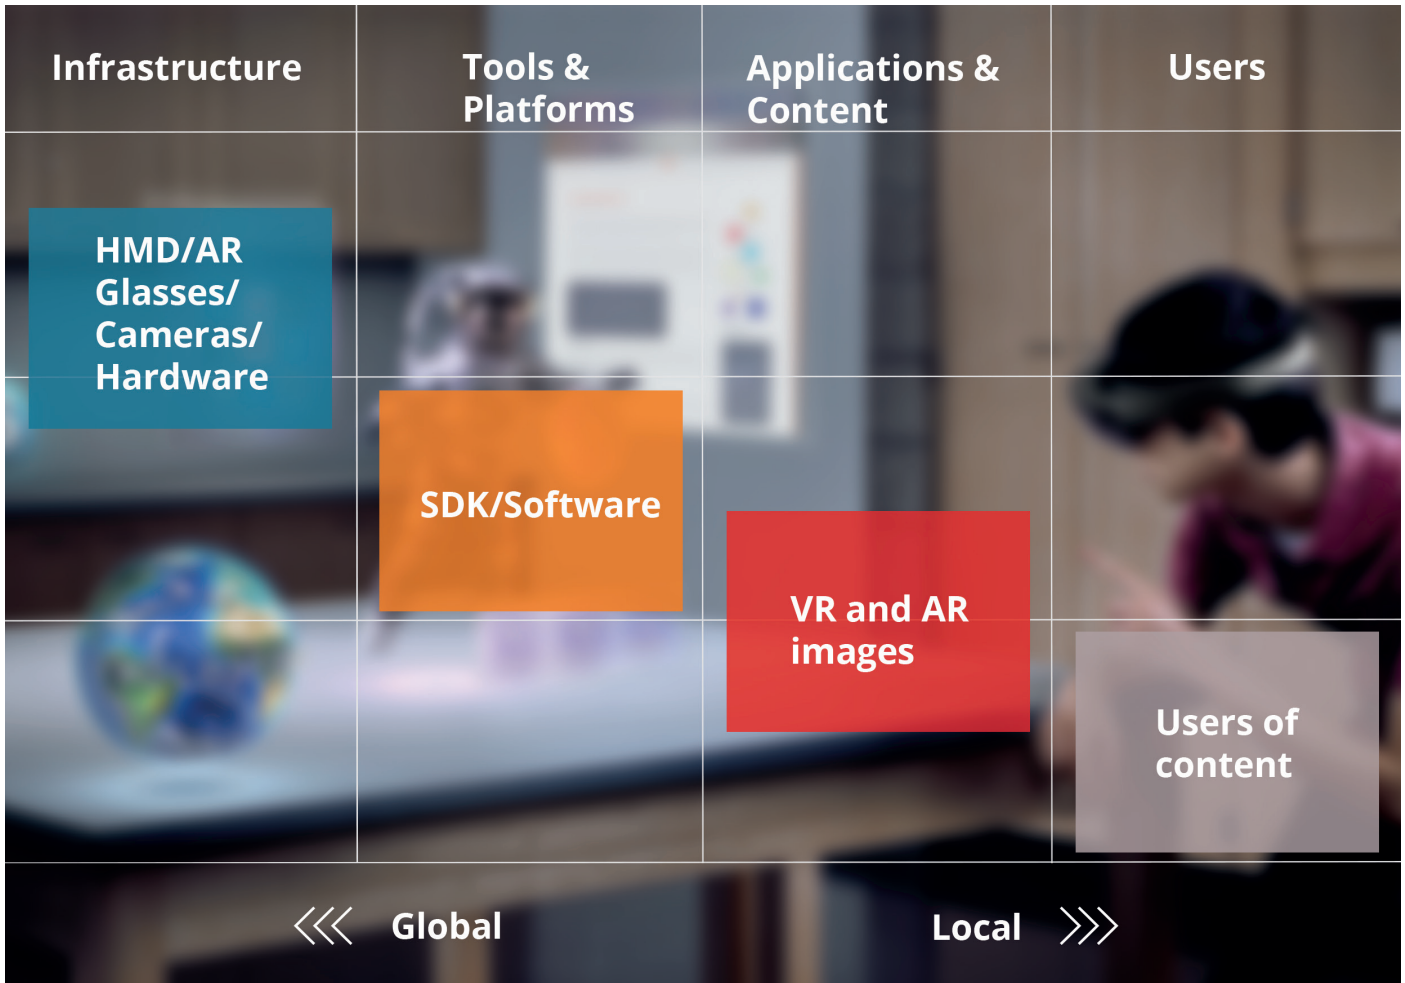 Infrastructure
Tools &
Platforms
Applications &
Content
Users
HMD/AR
Glasses/
Cameras/
Hardware
SDK/Software
VR and AR
images
Users of
content
Global
Local